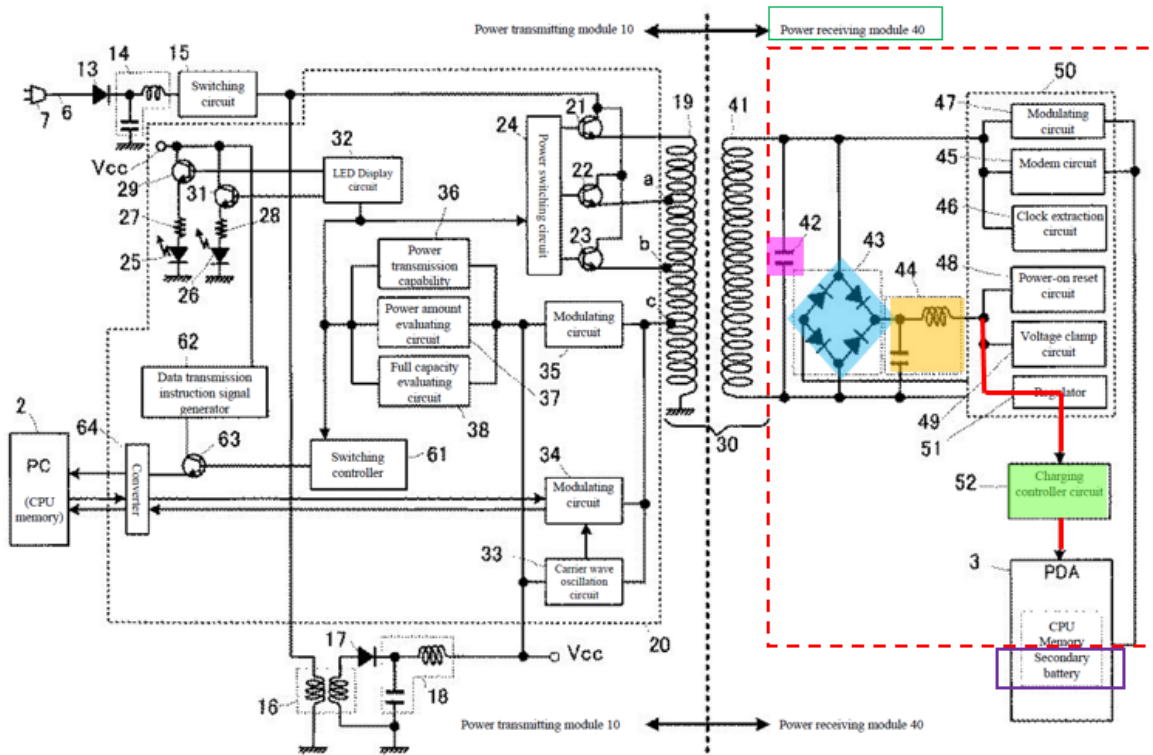 Power transmitting module 10
Power receiving module 40
14
13
15
Switching
circuit
7
6
Vcc
29
31
27
28
25
26
32
LED Display
circuit
24
Power switching circuit
21
22
23
a
b
c
19
41
30
36
Power
transmission
capability
Power amount
evaluating
circuit
37
Full capacity
evaluating
circuit
38
Modulating
circuit
35
62
Data transmission
instruction signal
generator
2
64
63
PC
(CPU
memory)
Converter
Switching
controller
61
34
Modulating
circuit
33
Carrier wave
oscillation
circuit
20
17
16
18
Vcc
42
43
44
50
47
Modulating
circuit
45
Modem circuit
46
Clock extraction
circuit
48
Power-on reset
circuit
Voltage clamp
circuit
49
Regulator
51
52
Charging
controller circuit
3
PDA
CPU
Memory
Secondary
battery
Power transmitting module 10
Power receiving module 40